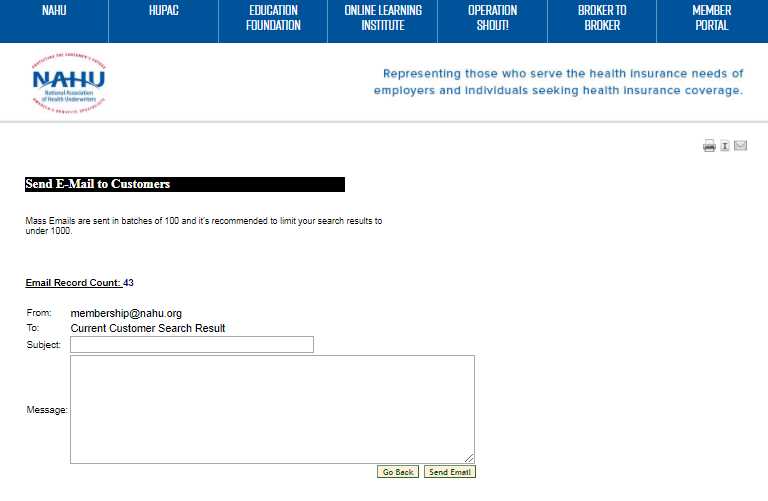 NAHU
HUPAC
EDUCATION
FOUNDATION
ONLINE LEARNING
INSTITUTE
OPERATION
SHOUT!
BROKER TO
BROKER
MEMBER
PORTAL
PROTECTING THE CONSUMER'S FUTURE
NAHU
National Association
of Health Underwriters
AMERICA'S BENEFITS SPECIALISTS
Representing those who serve the health insurance needs of
employers and individuals seeking health insurance coverage.
Send E-Mail to Customers
Mass Emails are sent in batches of 100 and it's recommended to limit your search results to
under 1000.
Email Record Count: 43
From: membership@nahu.org
To: Current Customer Search Result
Subject:
Message:
Go Back Send Email